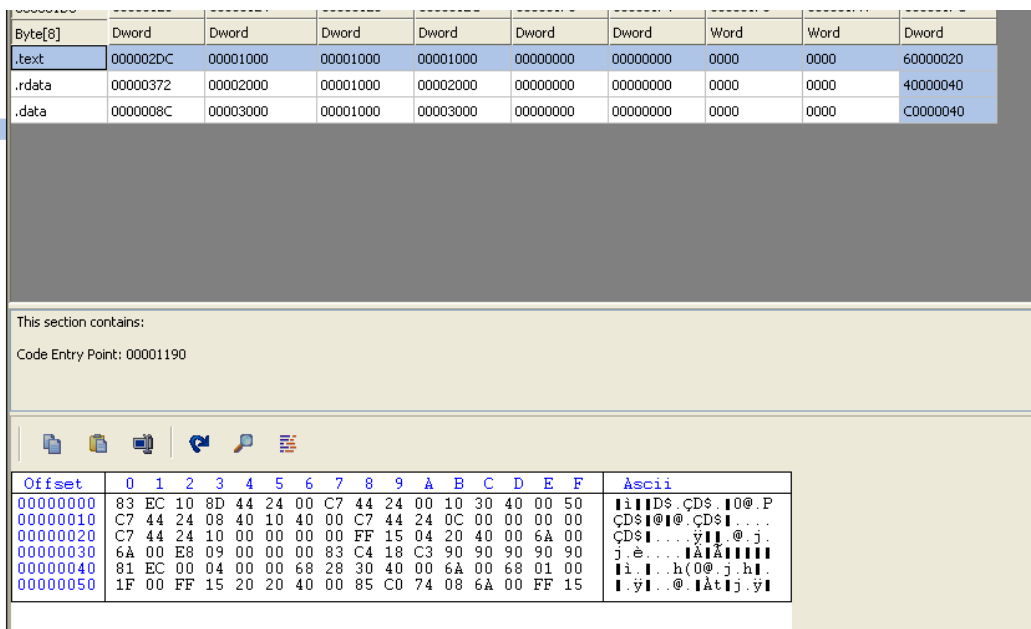 Byte[8] Dword Dword Dword Dword Dword Dword Word Word Dword
.text 000002DC 00001000 00001000 00001000 00000000 00000000 0000 0000 60000020
.rdata 00000372 00002000 00001000 00002000 00000000 00000000 0000 0000 40000040
.data 0000008C 00003000 00001000 00003000 00000000 00000000 0000 0000 C0000040
This section contains:
Code Entry Point: 00001190
Offset 0 1 2 3 4 5 6 7 8 9 A B C D E F Ascii
00000000 83 EC 10 8D 44 24 00 C7 44 24 00 10 30 40 00 50 ▮ì▮▮D$.ÇD$.▮0@.P
00000010 C7 44 24 08 40 10 40 00 C7 44 24 0C 00 00 00 00 ÇD$▮@▮@.ÇD$▮....
00000020 C7 44 24 10 00 00 00 00 FF 15 04 20 40 00 6A 00 ÇD$▮....ÿ▮▮.@.j.
00000030 6A 00 E8 09 00 00 00 83 C4 18 C3 90 90 90 90 90 j.è....▮Ä▮Ã▮▮▮▮▮
00000040 81 EC 00 04 00 00 68 28 30 40 00 6A 00 68 01 00 ▮ì.▮..h(0@.j.h▮.
00000050 1F 00 FF 15 20 20 40 00 85 C0 74 08 6A 00 FF 15 ▮.ÿ▮..@.▮Àt▮j.ÿ▮